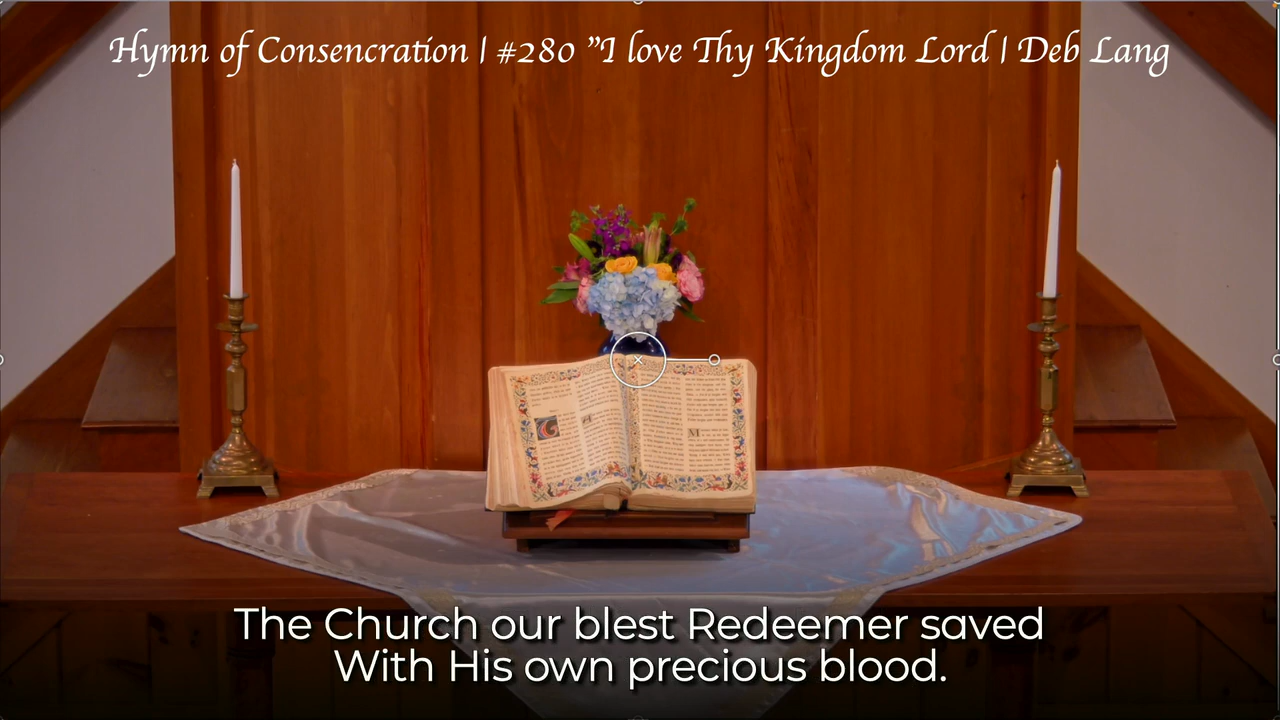 Hymn of Consencration | #280 "I love Thy Kingdom Lord | Deb Lang
The Church our blest Redeemer saved
With His own precious blood.